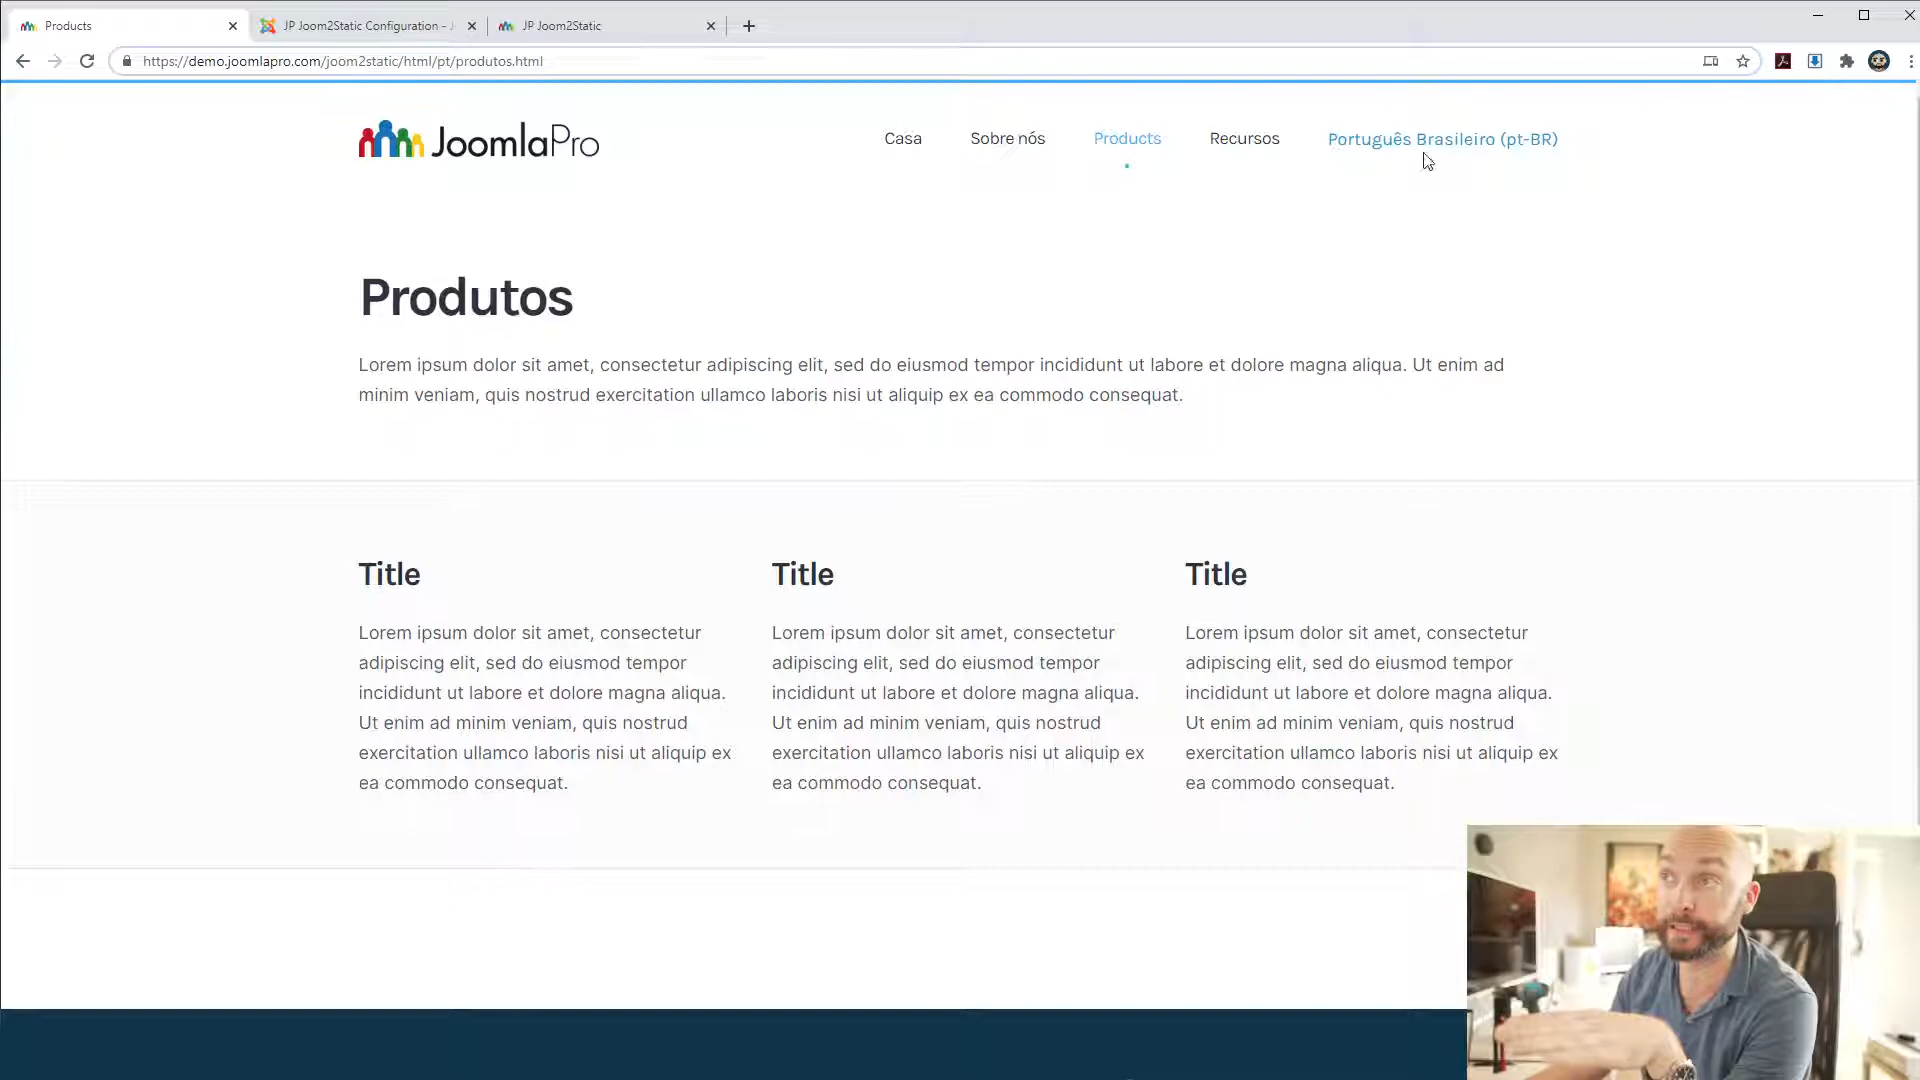 Products
JP Joom2Static Configuration - J
JP Joom2Static
https://demo.joomlapro.com/joom2static/html/pt/produtos.html
JoomlaPro
Casa
Sobre nós
Products
Recursos
Português Brasileiro (pt-BR)
Produtos
Lorem ipsum dolor sit amet, consectetur adipiscing elit, sed do eiusmod tempor incididunt ut labore et dolore magna aliqua. Ut enim ad
minim veniam, quis nostrud exercitation ullamco laboris nisi ut aliquip ex ea commodo consequat.
Title
Lorem ipsum dolor sit amet, consectetur
adipiscing elit, sed do eiusmod tempor
incididunt ut labore et dolore magna aliqua.
Ut enim ad minim veniam, quis nostrud
exercitation ullamco laboris nisi ut aliquip ex
ea commodo consequat.
Title
Lorem ipsum dolor sit amet, consectetur
adipiscing elit, sed do eiusmod tempor
incididunt ut labore et dolore magna aliqua.
Ut enim ad minim veniam, quis nostrud
exercitation ullamco laboris nisi ut aliquip ex
ea commodo consequat.
Title
Lorem ipsum dolor sit amet, consectetur
adipiscing elit, sed do eiusmod tempor
incididunt ut labore et dolore magna aliqua.
Ut enim ad minim veniam, quis nostrud
exercitation ullamco laboris nisi ut aliquip ex
ea commodo consequat.